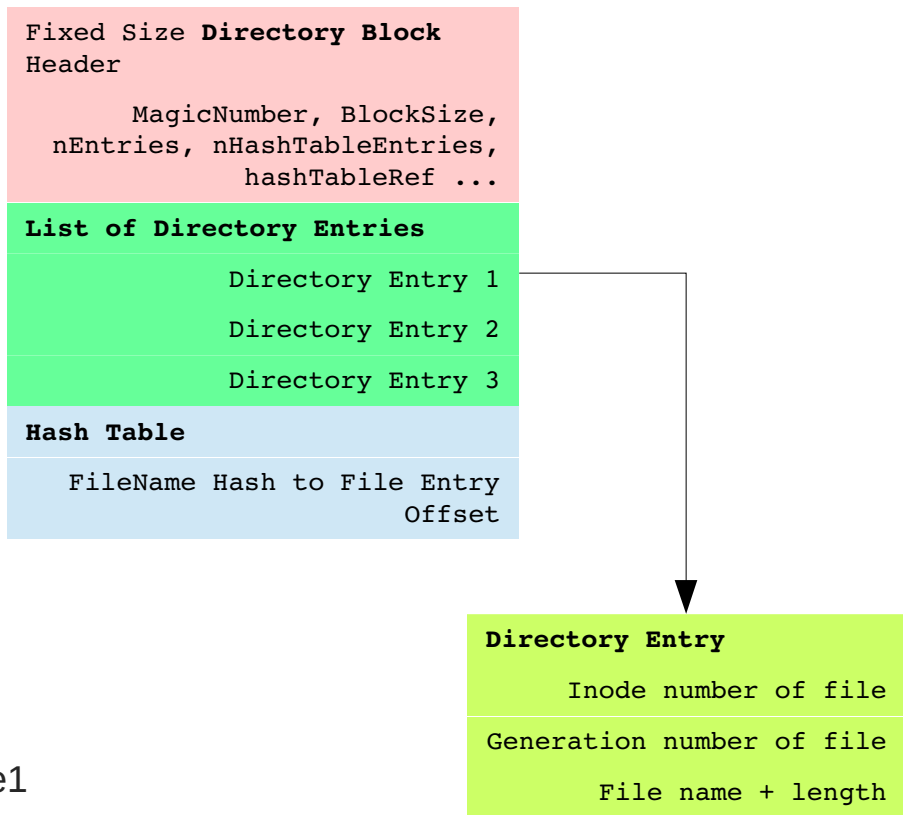 Fixed Size Directory Block
Header
MagicNumber, BlockSize,
nEntries, nHashTableEntries,
hashTableRef ...
List of Directory Entries
Directory Entry 1
Directory Entry 2
Directory Entry 3
Hash Table
FileName Hash to File Entry
Offset
Directory Entry
Inode number of file
Generation number of file
File name + length
e1